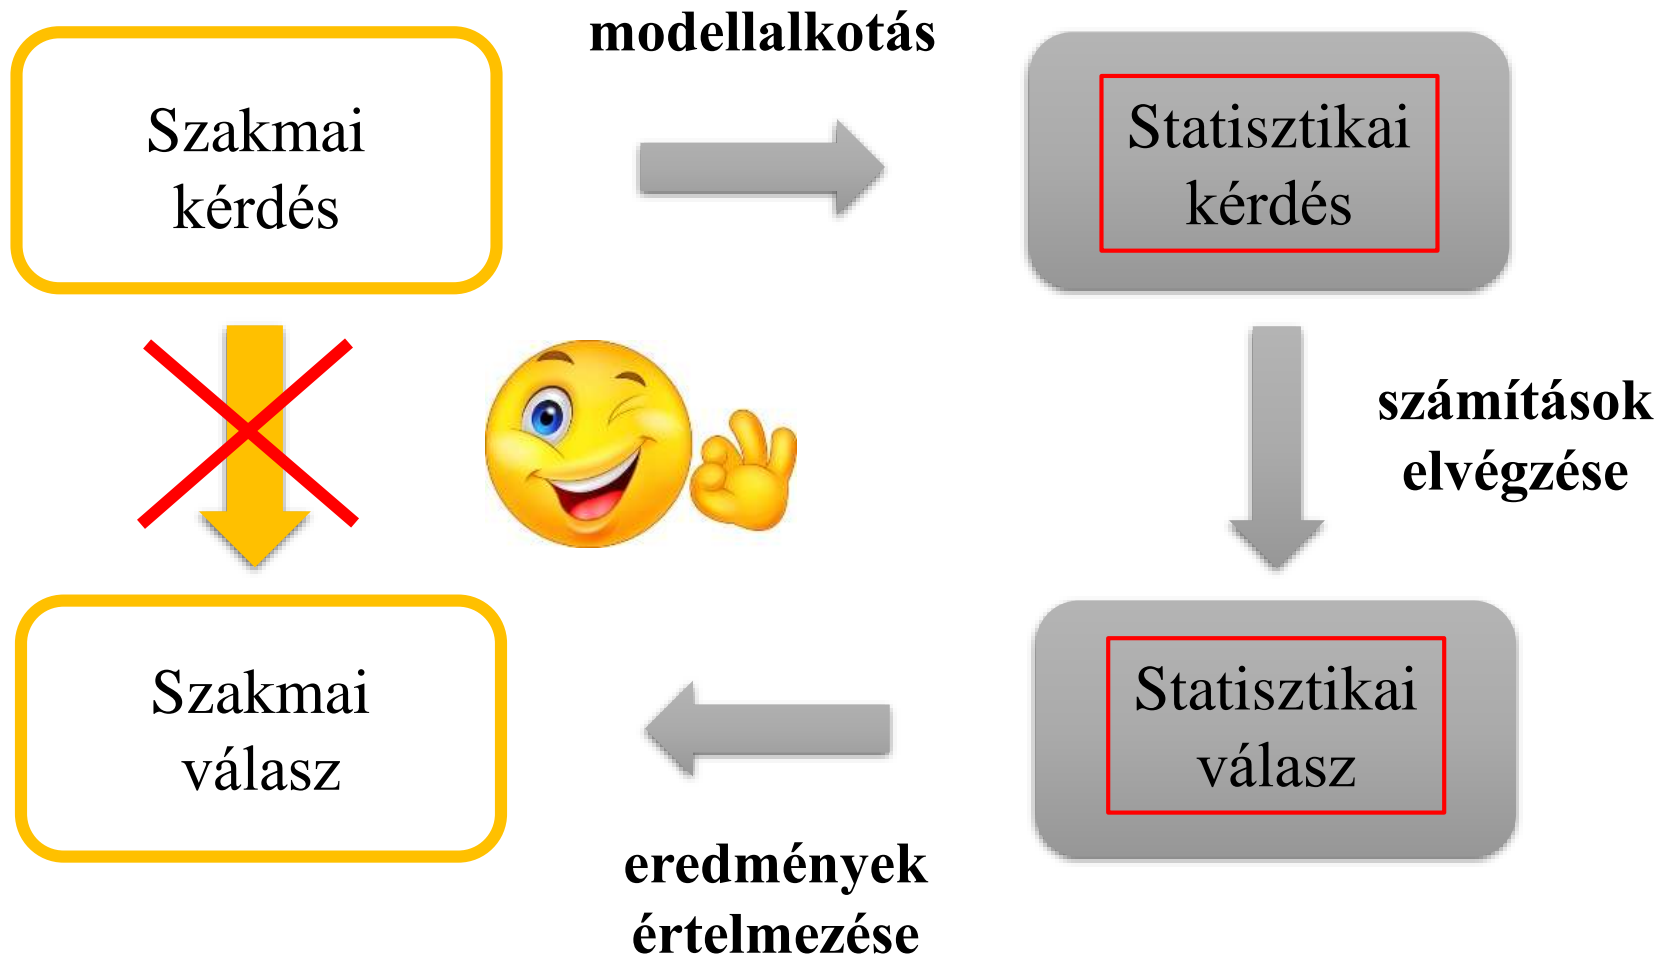 modellalkotás
Szakmai
kérdés
Statisztikai
kérdés
számítások
elvégzése
Szakmai
válasz
Statisztikai
válasz
eredmények
értelmezése